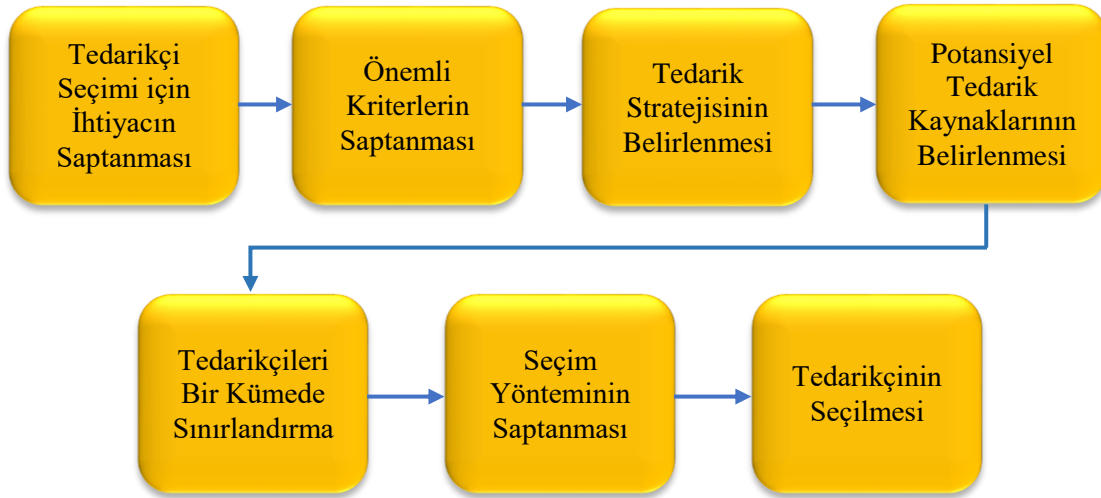 Tedarikçi
Seçimi için
İhtiyacın
Saptanması
Önemli
Kriterlerin
Saptanması
Tedarik
Stratejisinin
Belirlenmesi
Potansiyel
Tedarik
Kaynaklarının
Belirlenmesi
Tedarikçileri
Bir Kümede
Sınırlandırma
Seçim
Yönteminin
Saptanması
Tedarikçinin
Seçilmesi